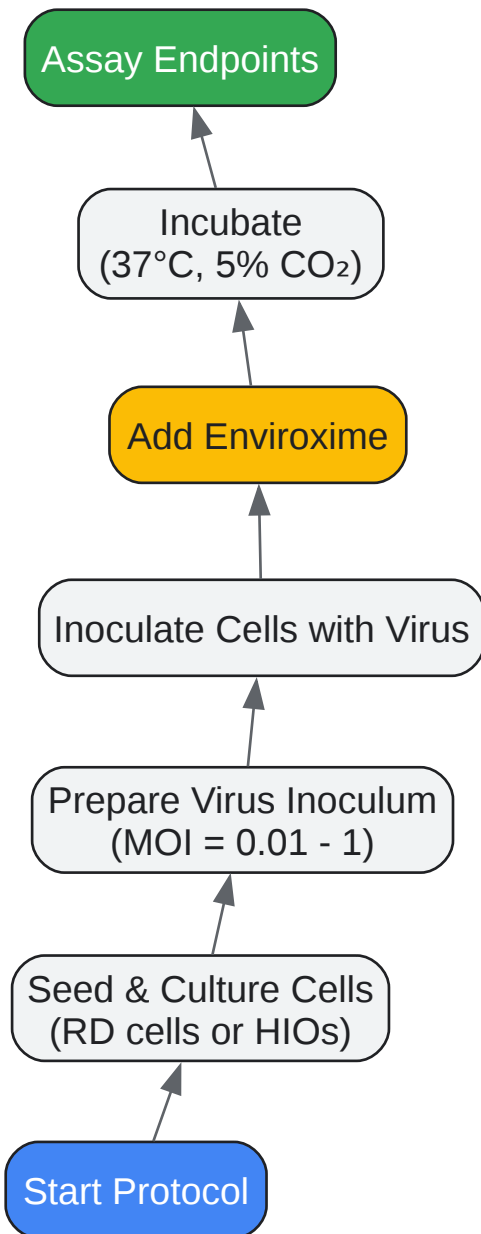 Assay Endpoints
Incubate
(37°C, 5% CO₂)
Add Enviroxime
Inoculate Cells with Virus
Prepare Virus Inoculum
(MOI = 0.01 - 1)
Seed & Culture Cells
(RD cells or HIOs)
Start Protocol